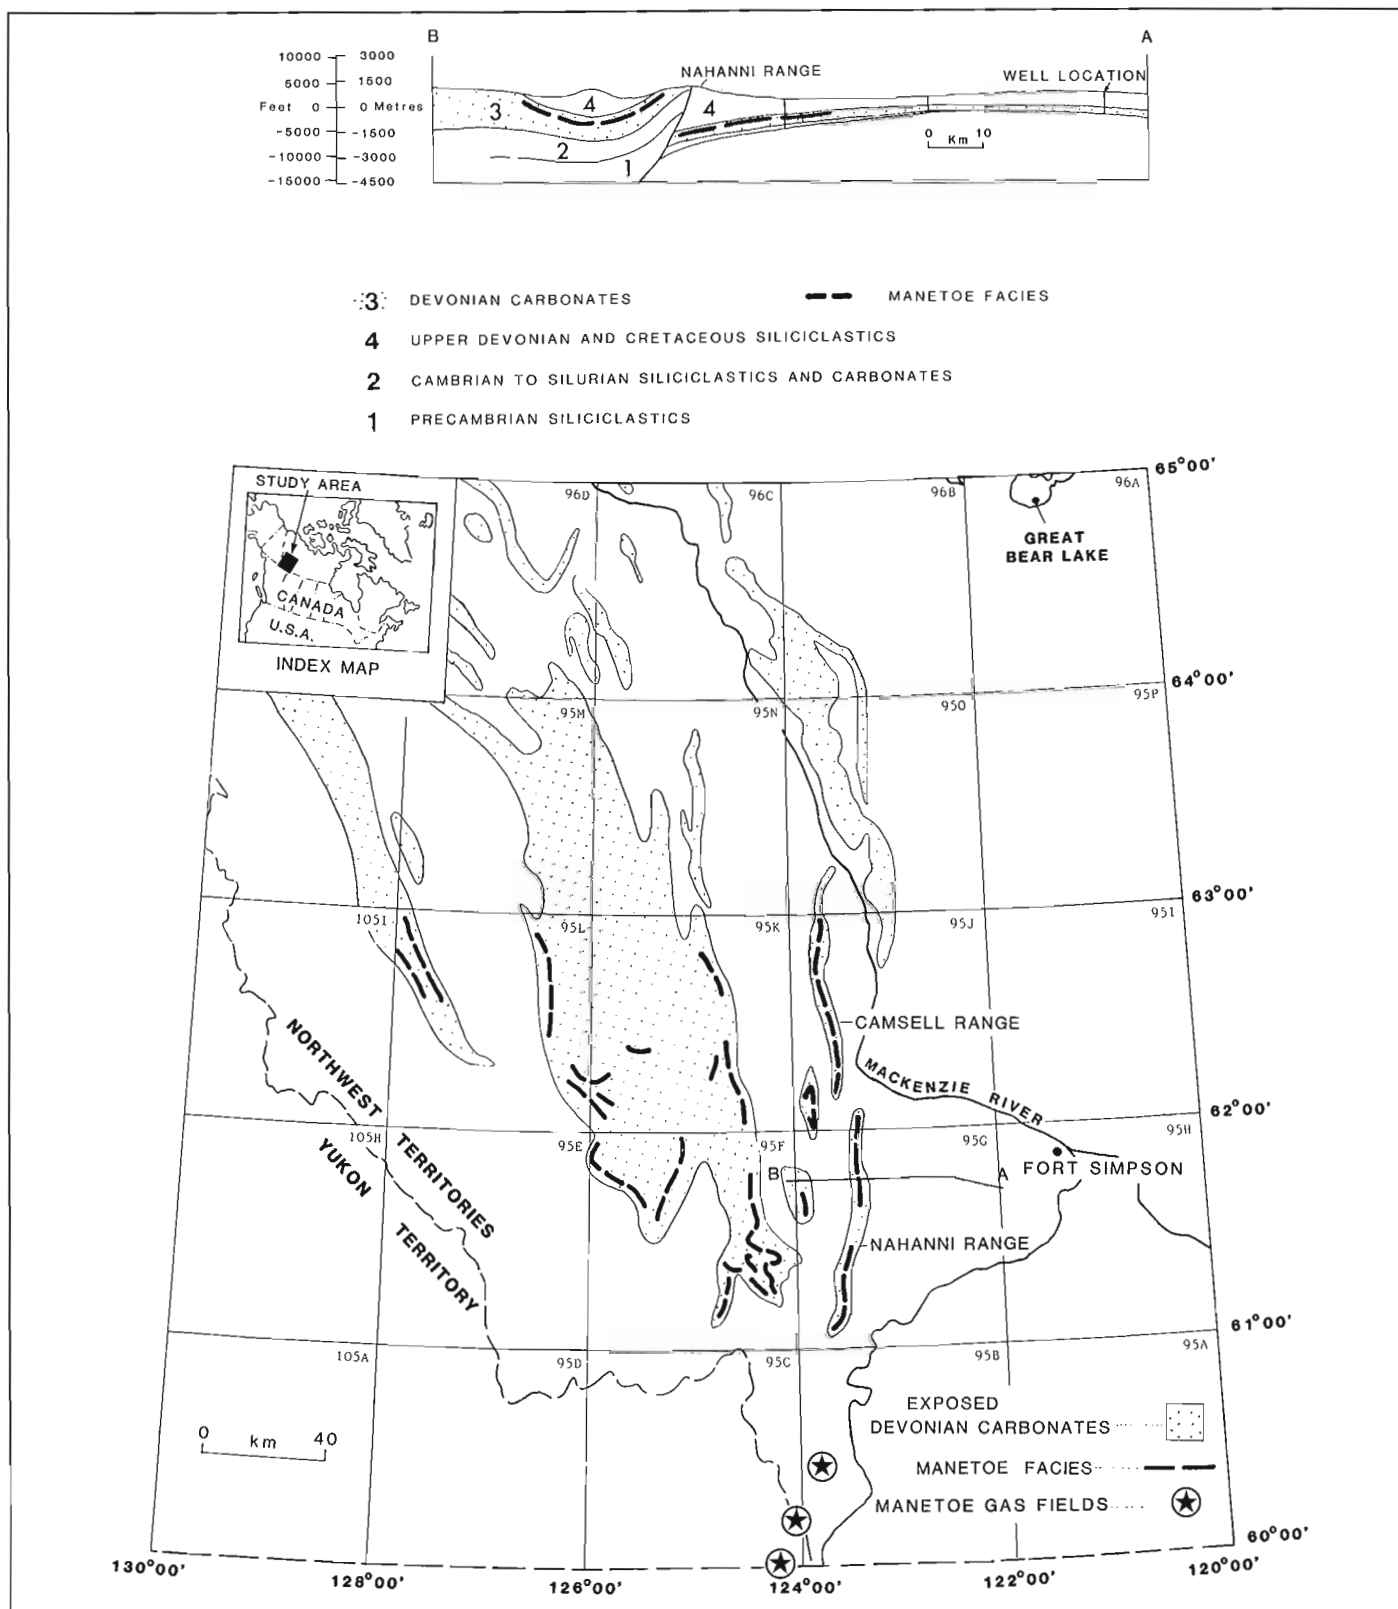 B A
10000 3000
5000 1500
Feet 0 0 Metres
-5000 -1500
-10000 -3000
-15000 -4500
NAHANNI RANGE
WELL LOCATION
3 4 4
2
1
0 Km 10
3 DEVONIAN CARBONATES
MANETOE FACIES
4 UPPER DEVONIAN AND CRETACEOUS SILICICLASTICS
2 CAMBRIAN TO SILURIAN SILICICLASTICS AND CARBONATES
1 PRECAMBRIAN SILICICLASTICS
STUDY AREA
CANADA
U.S.A.
INDEX MAP
96D 96C 96B 96A
65°00'
GREAT
BEAR LAKE
64°00'
95M 95N 95O 95P
63°00'
105I 95L 95K 95J 95I
CAMSELL RANGE
MACKENZIE RIVER
62°00'
105H 95E 95F 95G 95H
NORTHWEST
TERRITORIES
YUKON
TERRITORY
B A
FORT SIMPSON
NAHANNI RANGE
61°00'
105A 95D 95C 95B 95A
0 km 40
EXPOSED
DEVONIAN CARBONATES
MANETOE FACIES
MANETOE GAS FIELDS
60°00'
130°00' 128°00' 126°00' 124°00' 122°00' 120°00'